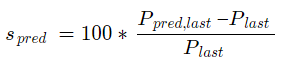 s_pred = 100 * (P_pred,last – P_last) / P_last